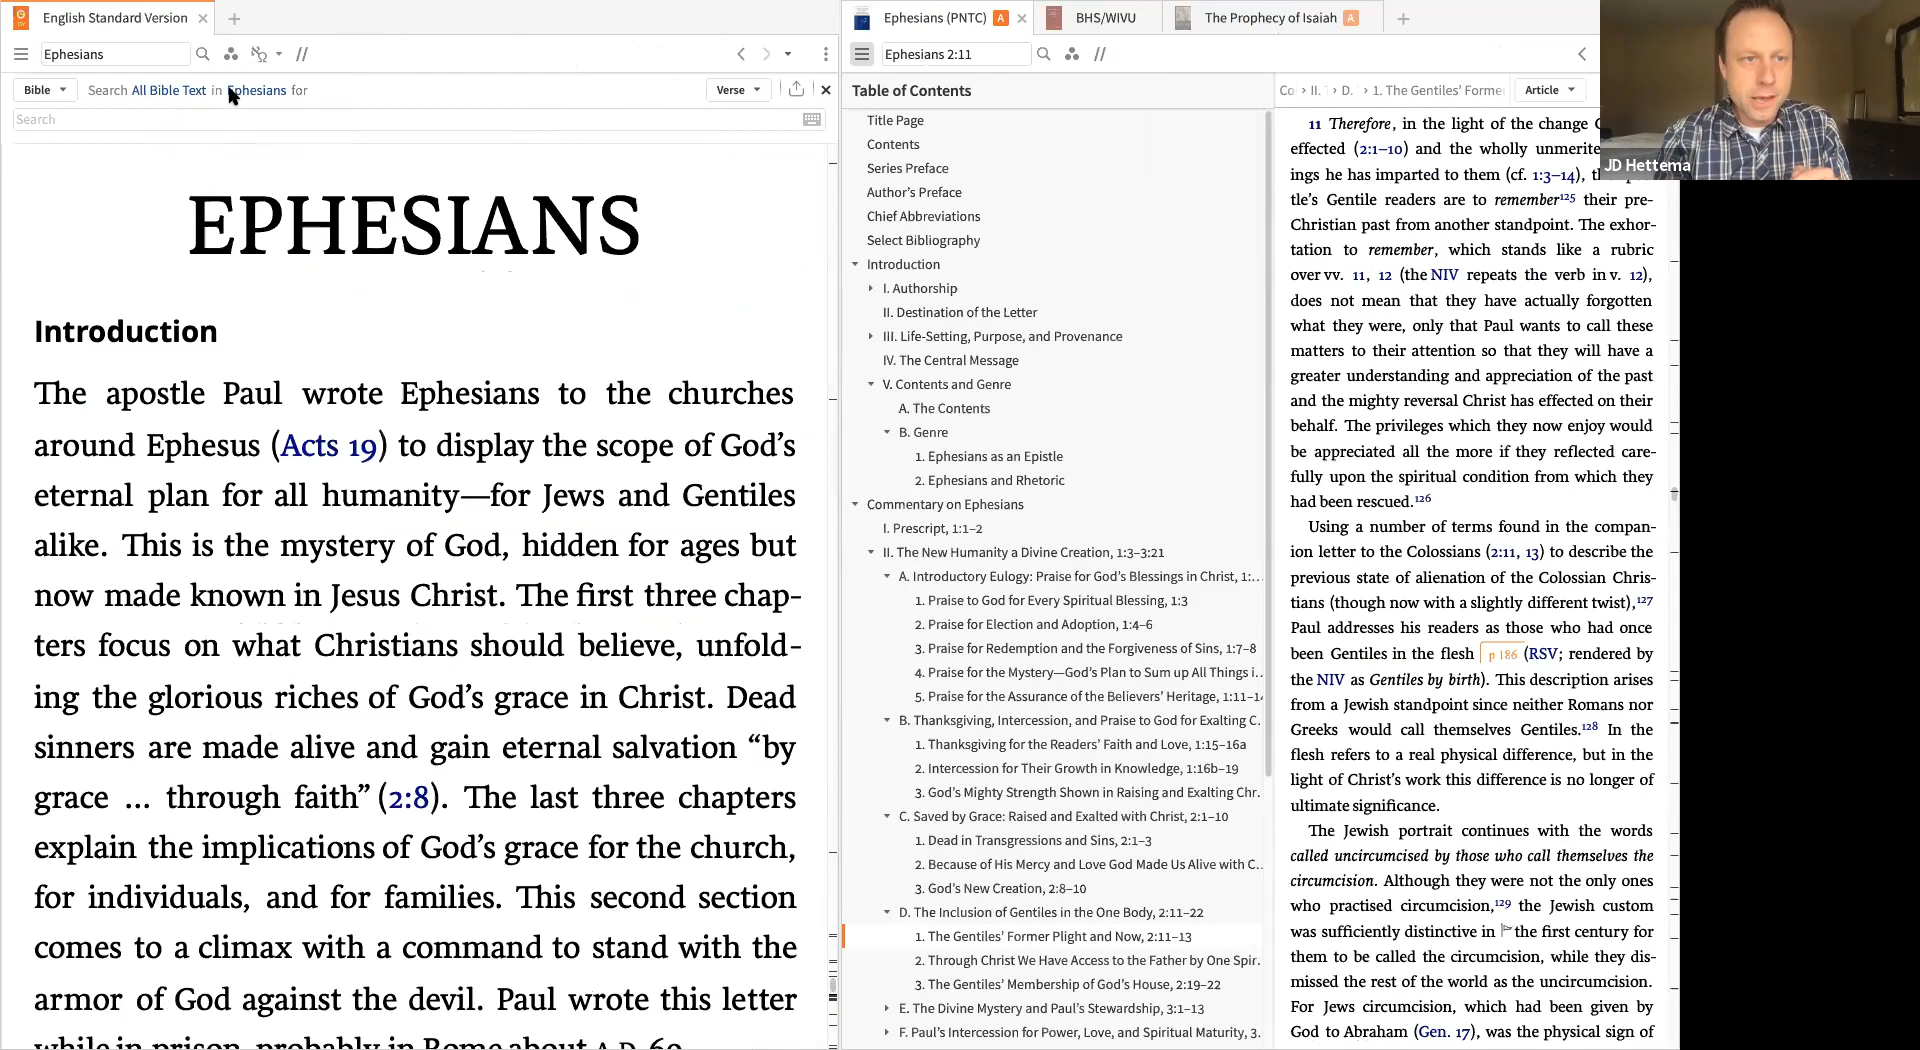 English Standard Version
Ephesians
Bible
Search All Bible Text in Ephesians for
Verse
Search
EPHESIANS
Introduction
The apostle Paul wrote Ephesians to the churches
around Ephesus (Acts 19) to display the scope of God’s
eternal plan for all humanity—for Jews and Gentiles
alike. This is the mystery of God, hidden for ages but
now made known in Jesus Christ. The first three chap-
ters focus on what Christians should believe, unfold-
ing the glorious riches of God’s grace in Christ. Dead
sinners are made alive and gain eternal salvation “by
grace ... through faith” (2:8). The last three chapters
explain the implications of God’s grace for the church,
for individuals, and for families. This second section
comes to a climax with a command to stand with the
armor of God against the devil. Paul wrote this letter
while in prison, probably in Rome about A.D. 60.
Ephesians (PNTC) A
BHS/WIVU
The Prophecy of Isaiah A
Ephesians 2:11
Table of Contents
Title Page
Contents
Series Preface
Author’s Preface
Chief Abbreviations
Select Bibliography
Introduction
I. Authorship
II. Destination of the Letter
III. Life-Setting, Purpose, and Provenance
IV. The Central Message
V. Contents and Genre
A. The Contents
B. Genre
1. Ephesians as an Epistle
2. Ephesians and Rhetoric
Commentary on Ephesians
I. Prescript, 1:1–2
II. The New Humanity a Divine Creation, 1:3–3:21
A. Introductory Eulogy: Praise for God’s Blessings in Christ, 1:...
1. Praise to God for Every Spiritual Blessing, 1:3
2. Praise for Election and Adoption, 1:4–6
3. Praise for Redemption and the Forgiveness of Sins, 1:7–8
4. Praise for the Mystery—God’s Plan to Sum up All Things i...
5. Praise for the Assurance of the Believers’ Heritage, 1:11–14
B. Thanksgiving, Intercession, and Praise to God for Exalting C.
1. Thanksgiving for the Readers’ Faith and Love, 1:15–16a
2. Intercession for Their Growth in Knowledge, 1:16b–19
3. God’s Mighty Strength Shown in Raising and Exalting Chr.
C. Saved by Grace: Raised and Exalted with Christ, 2:1–10
1. Dead in Transgressions and Sins, 2:1–3
2. Because of His Mercy and Love God Made Us Alive with C..
3. God’s New Creation, 2:8–10
D. The Inclusion of Gentiles in the One Body, 2:11–22
1. The Gentiles’ Former Plight and Now, 2:11–13
2. Through Christ We Have Access to the Father by One Spir.
3. The Gentiles’ Membership of God’s House, 2:19–22
E. The Divine Mystery and Paul’s Stewardship, 3:1–13
F. Paul’s Intercession for Power, Love, and Spiritual Maturity, 3.
Co › II. › D. › 1. The Gentiles’ Forme
Article
11 Therefore, in the light of the change
effected (2:1–10) and the wholly unmerite
ings he has imparted to them (cf. 1:3–14),
tle’s Gentile readers are to remember125 their pre-
Christian past from another standpoint. The exhor-
tation to remember, which stands like a rubric
over vv. 11, 12 (the NIV repeats the verb in v. 12),
does not mean that they have actually forgotten
what they were, only that Paul wants to call these
matters to their attention so that they will have a
greater understanding and appreciation of the past
and the mighty reversal Christ has effected on their
behalf. The privileges which they now enjoy would
be appreciated all the more if they reflected care-
fully upon the spiritual condition from which they
had been rescued.126
Using a number of terms found in the compan-
ion letter to the Colossians (2:11, 13) to describe the
previous state of alienation of the Colossian Chris-
tians (though now with a slightly different twist),127
Paul addresses his readers as those who had once
been Gentiles in the flesh p 186 (RSV; rendered by
the NIV as Gentiles by birth). This description arises
from a Jewish standpoint since neither Romans nor
Greeks would call themselves Gentiles.128 In the
flesh refers to a real physical difference, but in the
light of Christ’s work this difference is no longer of
ultimate significance.
The Jewish portrait continues with the words
called uncircumcised by those who call themselves the
circumcision. Although they were not the only ones
who practised circumcision,129 the Jewish custom
was sufficiently distinctive in the first century for
them to be called the circumcision, while they dis-
missed the rest of the world as the uncircumcision.
For Jews circumcision, which had been given by
God to Abraham (Gen. 17), was the physical sign of
JD Hettema